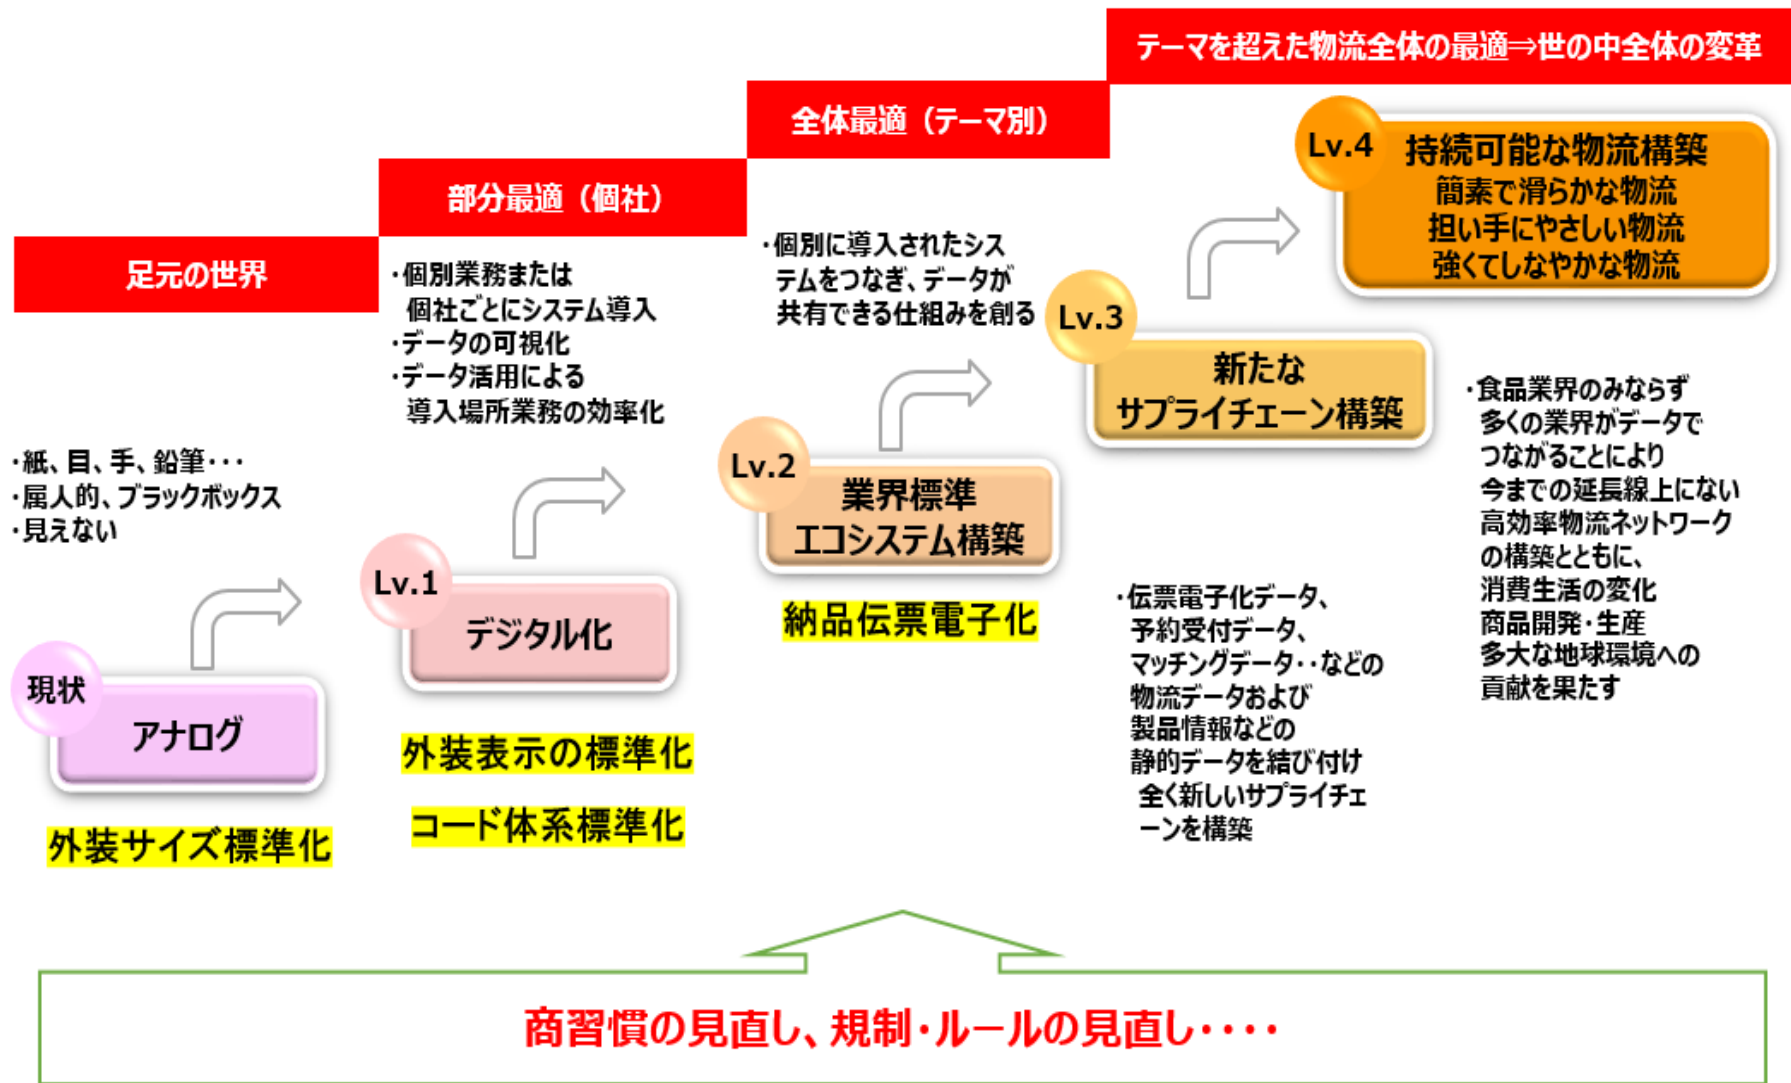 テーマを超えた物流全体の最適⇒世の中全体の変革
全体最適（テーマ別）
部分最適（個社）
足元の世界
・紙、目、手、鉛筆・・・
・属人的、ブラックボックス
・見えない
現状
アナログ
外装サイズ標準化
・個別業務または
個社ごとにシステム導入
・データの可視化
・データ活用による
導入場所業務の効率化
Lv.1
デジタル化
外装表示の標準化
コード体系標準化
・個別に導入されたシス
テムをつなぎ、データが
共有できる仕組みを創る
Lv.2
業界標準
エコシステム構築
納品伝票電子化
Lv.3
新たな
サプライチェーン構築
・伝票電子化データ、
予約受付データ、
マッチングデータ・・などの
物流データおよび
製品情報などの
静的データを結び付け
全く新しいサプライチェ
ーンを構築
Lv.4
持続可能な物流構築
簡素で滑らかな物流
担い手にやさしい物流
強くてしなやかな物流
・食品業界のみならず
多くの業界がデータで
つながることにより
今までの延長線上にない
高効率物流ネットワーク
の構築とともに、
消費生活の変化
商品開発・生産
多大な地球環境への
貢献を果たす
商習慣の見直し、規制・ルールの見直し・・・・